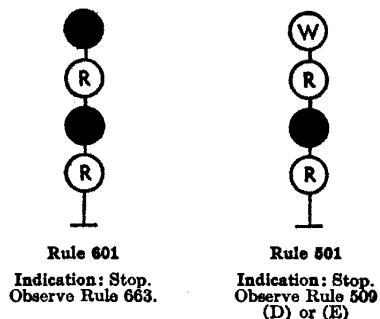 W
R
R
R
R
Rule 601
Indication: Stop.
Observe Rule 663.
Rule 501
Indication: Stop.
Observe Rule 509
(D) or (E)